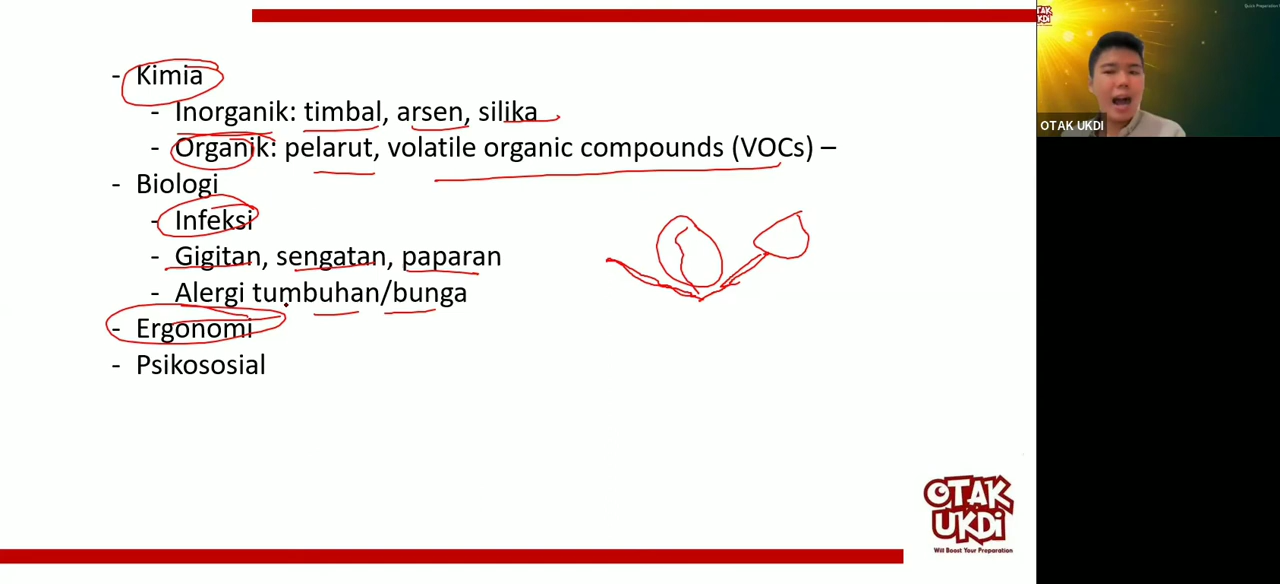 - Kimia
- Inorganik: timbal, arsen, silika
- Organik: pelarut, volatile organic compounds (VOCs) –
- Biologi
- Infeksi
- Gigitan, sengatan, paparan
- Alergi tumbuhan/bunga
- Ergonomi
- Psikososial
OTAK UKDI
OTAK
UKDi
Will Boost Your Preparation